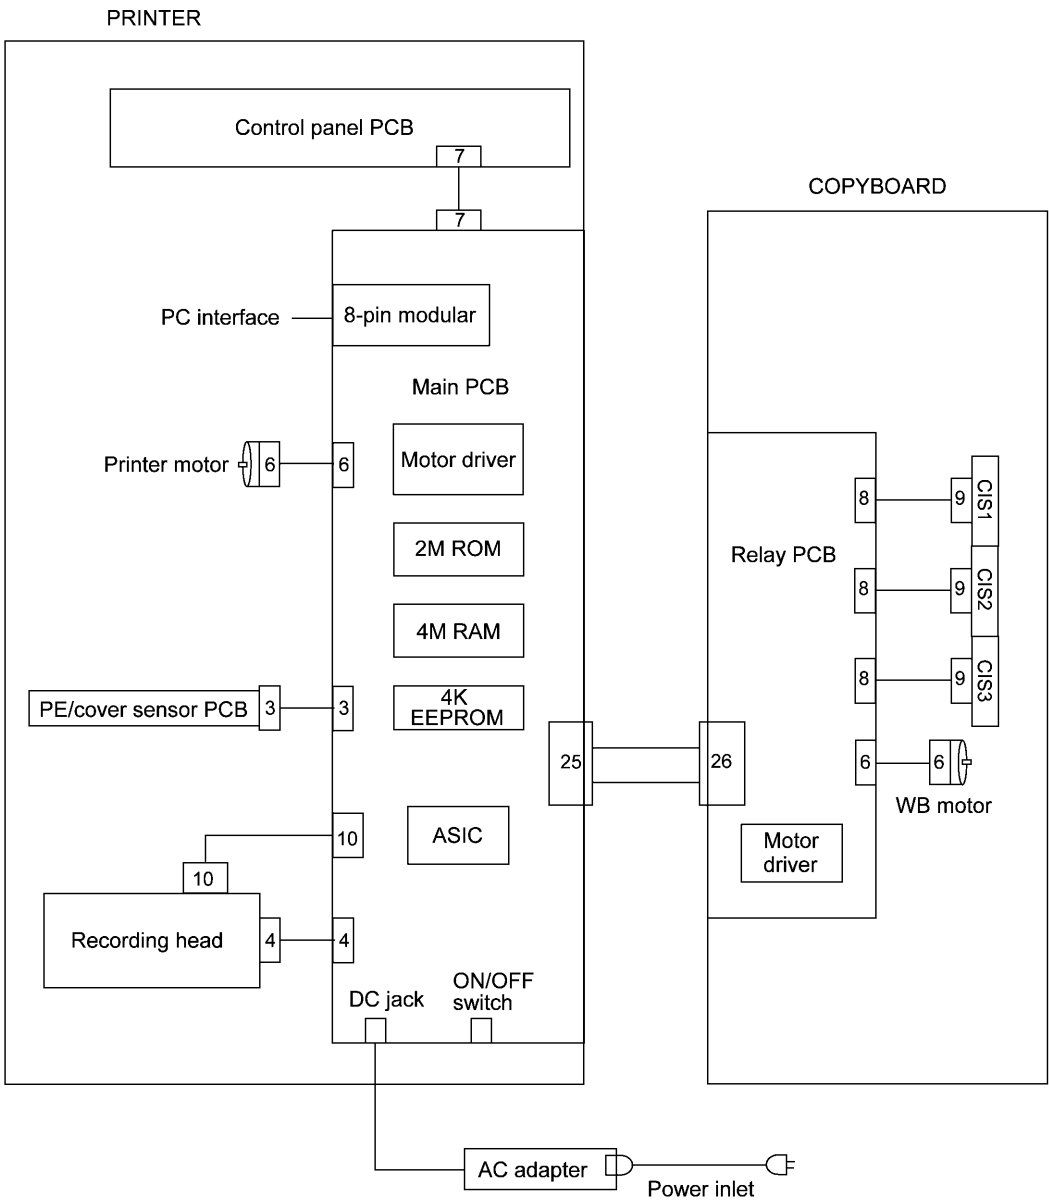 PRINTER
Control panel PCB
7
7
COPYBOARD
PC interface
8-pin modular
Main PCB
Printer motor
6
6
Motor driver
2M ROM
4M RAM
4K
EEPROM
PE/cover sensor PCB
3
3
25
26
10
10
ASIC
Recording head
4
4
DC jack
ON/OFF
switch
Relay PCB
8
9
CIS1
8
9
CIS2
8
9
CIS3
6
6
WB motor
Motor
driver
AC adapter
Power inlet